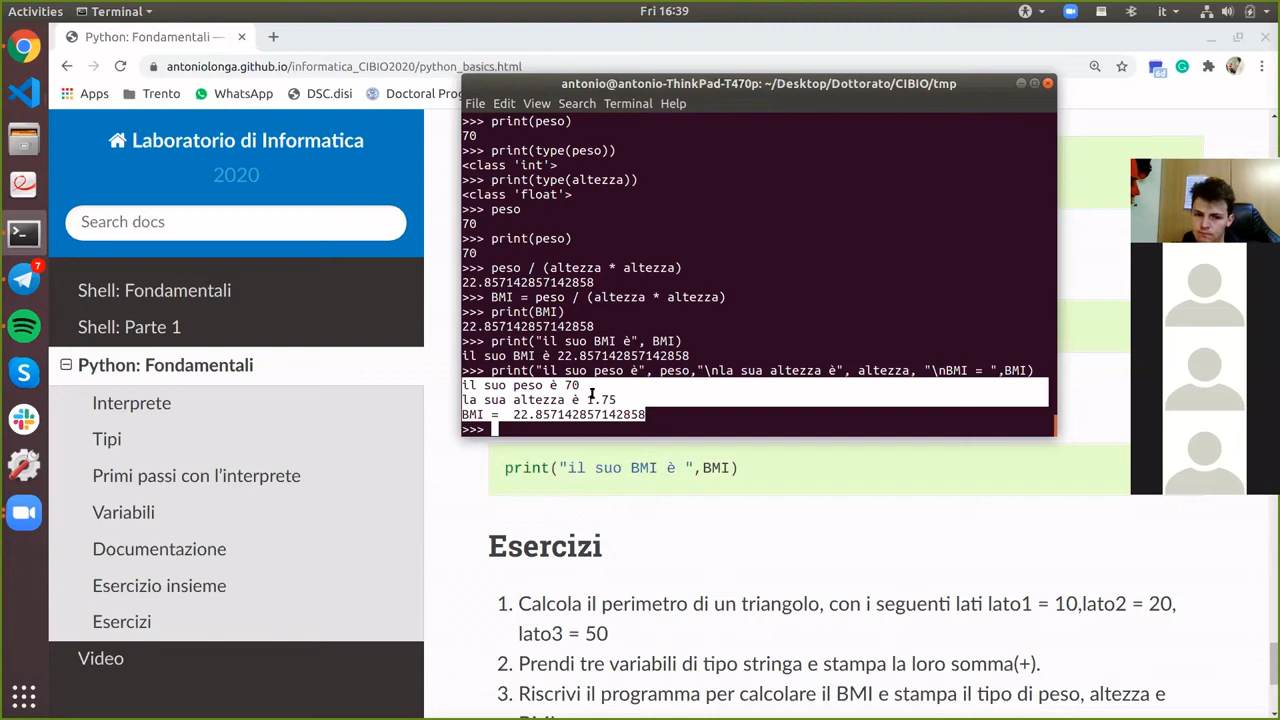 Activities
Terminal
Fri 16:39
it
Python: Fondamentali —
antoniolonga.github.io/informatica_CIBIO2020/python_basics.html
6d
Apps
Trento
WhatsApp
DSC.disi
Doctoral Prog
antonio@antonio-ThinkPad-T470p: ~/Desktop/Dottorato/CIBIO/tmp
File Edit View Search Terminal Help
>>> print(peso)
70
>>> print(type(peso))
<class 'int'>
>>> print(type(altezza))
<class 'float'>
>>> peso
70
>>> print(peso)
70
>>> peso / (altezza * altezza)
22.857142857142858
>>> BMI = peso / (altezza * altezza)
>>> print(BMI)
22.857142857142858
>>> print("il suo BMI è", BMI)
il suo BMI è 22.857142857142858
>>> print("il suo peso è", peso,"\nla sua altezza è", altezza, "\nBMI = ",BMI)
il suo peso è 70
la sua altezza è 1.75
BMI =  22.857142857142858
>>>
Laboratorio di Informatica
2020
Search docs
Shell: Fondamentali
Shell: Parte 1
Python: Fondamentali
Interprete
Tipi
Primi passi con l'interprete
Variabili
Documentazione
Esercizio insieme
Esercizi
Video
7
print("il suo BMI è ",BMI)
Esercizi
1. Calcola il perimetro di un triangolo, con i seguenti lati lato1 = 10,lato2 = 20,
lato3 = 50
2. Prendi tre variabili di tipo stringa e stampa la loro somma(+).
3. Riscrivi il programma per calcolare il BMI e stampa il tipo di peso, altezza e